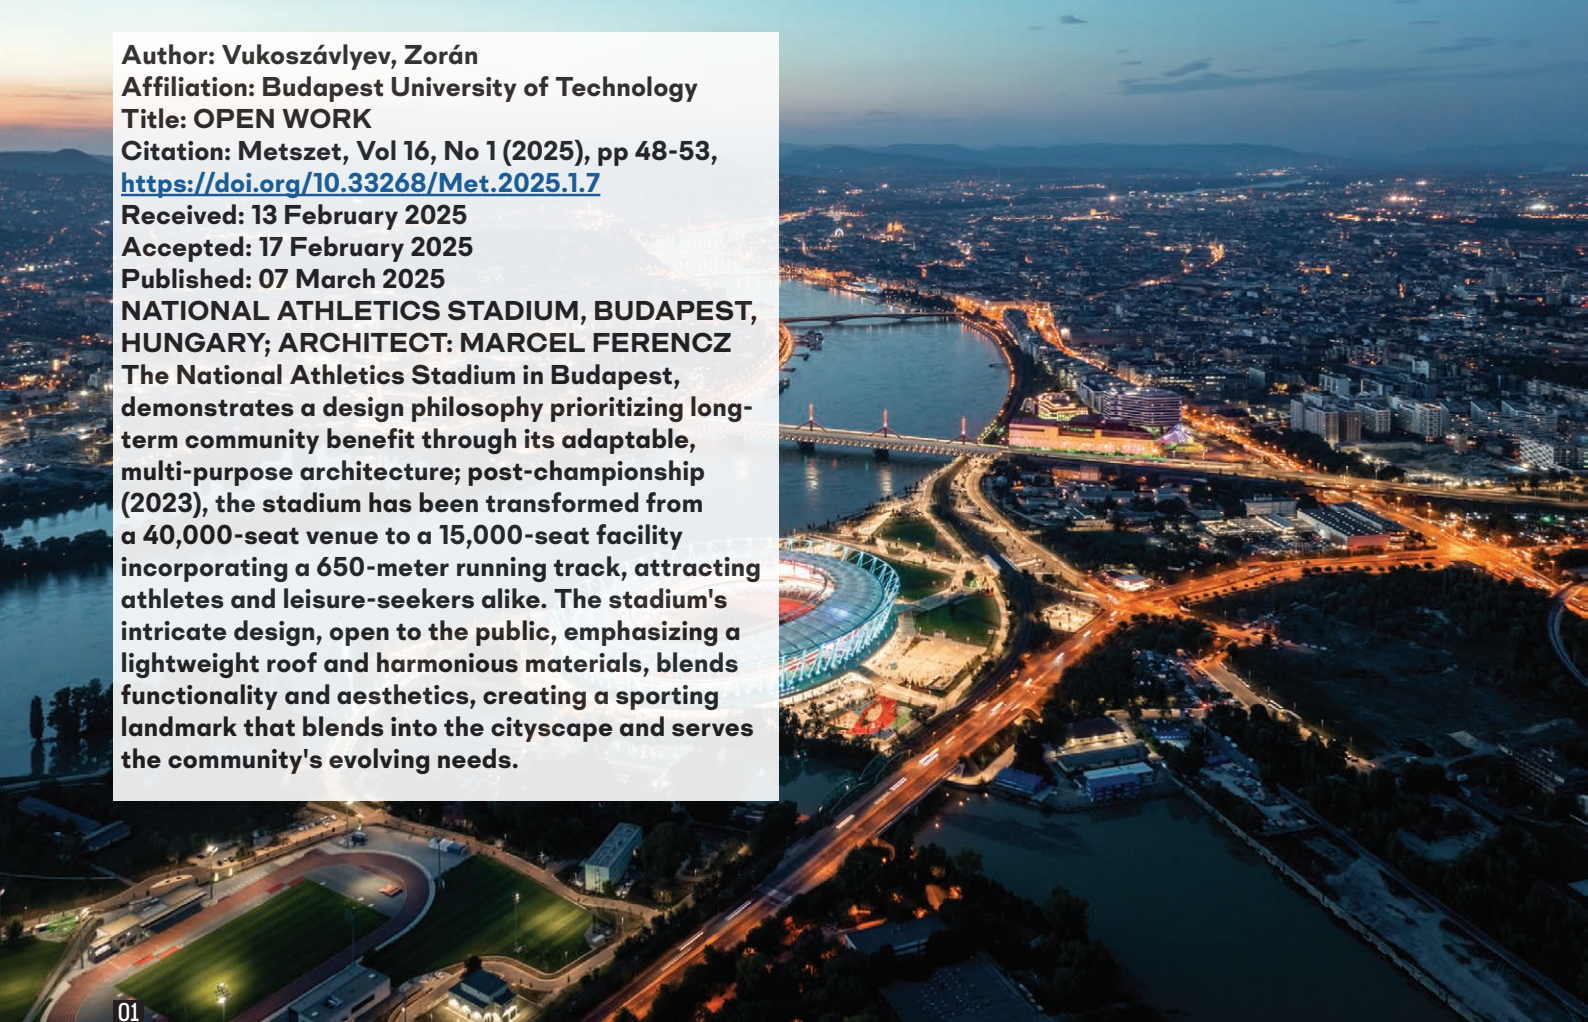 Author: Vukoszávlyev, Zorán
Affiliation: Budapest University of Technology
Title: OPEN WORK
Citation: Metszet, Vol 16, No 1 (2025), pp 48-53,
https://doi.org/10.33268/Met.2025.1.7
Received: 13 February 2025
Accepted: 17 February 2025
Published: 07 March 2025
NATIONAL ATHLETICS STADIUM, BUDAPEST,
HUNGARY; ARCHITECT: MARCEL FERENCZ
The National Athletics Stadium in Budapest,
demonstrates a design philosophy prioritizing long-
term community benefit through its adaptable,
multi-purpose architecture; post-championship
(2023), the stadium has been transformed from
a 40,000-seat venue to a 15,000-seat facility
incorporating a 650-meter running track, attracting
athletes and leisure-seekers alike. The stadium's
intricate design, open to the public, emphasizing a
lightweight roof and harmonious materials, blends
functionality and aesthetics, creating a sporting
landmark that blends into the cityscape and serves
the community's evolving needs.
01